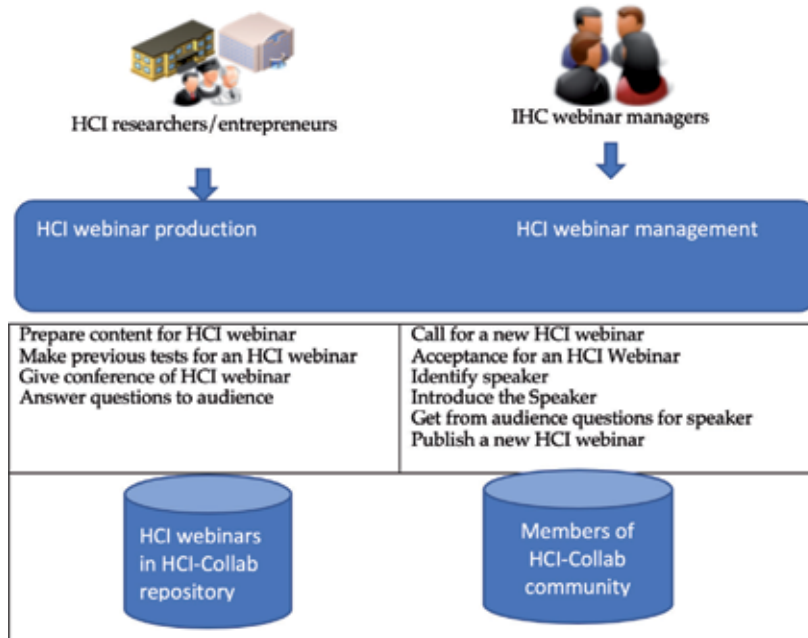 HCI researchers/entrepreneurs
IHC webinar managers
HCI webinar production
HCI webinar management
Prepare content for HCI webinar
Make previous tests for an HCI webinar
Give conference of HCI webinar
Answer questions to audience
Call for a new HCI webinar
Acceptance for an HCI Webinar
Identify speaker
Introduce the Speaker
Get from audience questions for speaker
Publish a new HCI webinar
HCI webinars
in HCI-Collab
repository
Members of
HCI-Collab
community